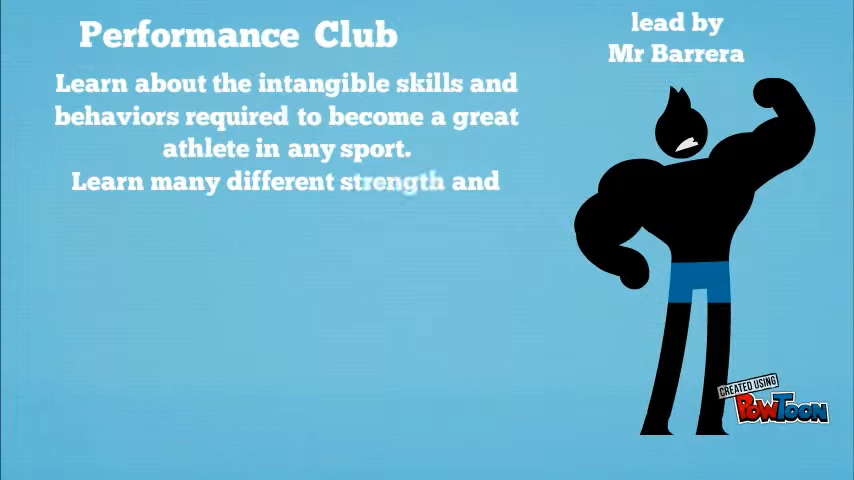 Performance Club
Learn about the intangible skills and
behaviors required to become a great
athlete in any sport.
Learn many different strength and
lead by
Mr Barrera
CREATED USING
POWTOON